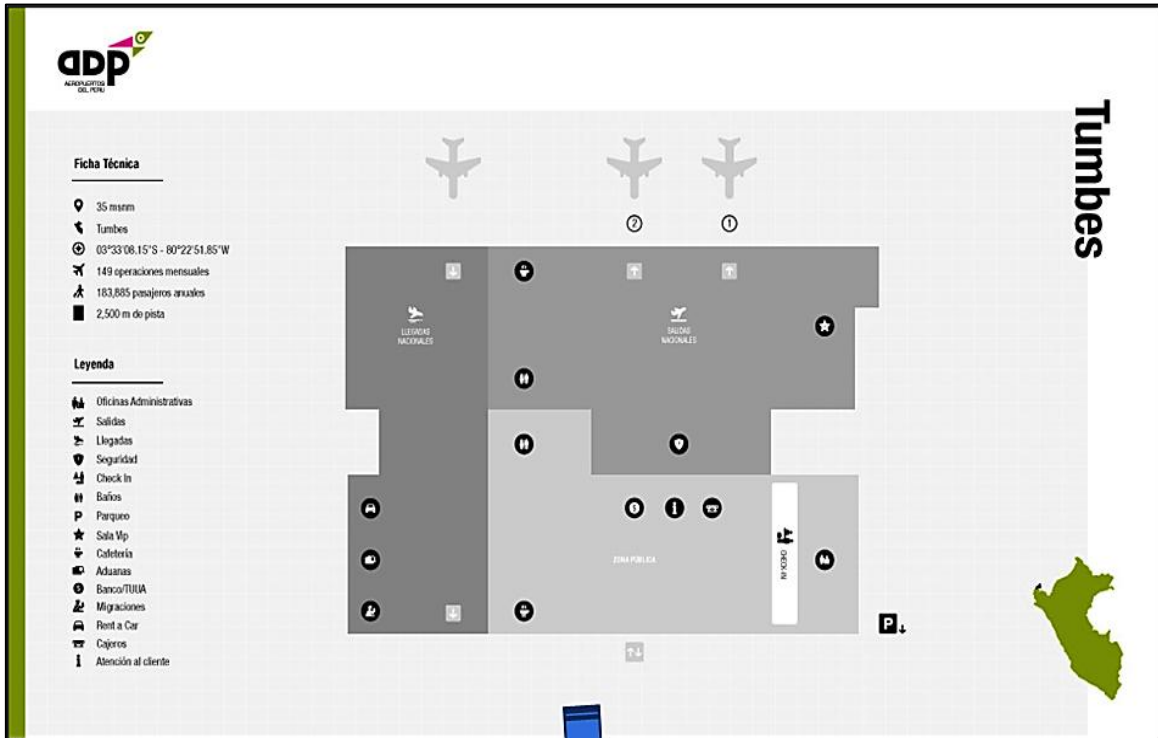 adp
AEROPUERTOS
DEL PERU
Tumbes
Ficha Técnica
35 msnm
Tumbes
03°33'08.15"S - 80°22'51.85"W
149 operaciones mensuales
183,885 pasajeros anuales
2,500 m de pista
Leyenda
Oficinas Administrativas
Salidas
Llegadas
Seguridad
Check In
Baños
P Parqueo
Sala Vip
Cafetería
Aduanas
Banco/TUUA
Migraciones
Rent a Car
Cajeros
Atención al cliente
2
1
LLEGADAS
NACIONALES
SALIDAS
NACIONALES
ZONA PÚBLICA
CHECK-IN
P